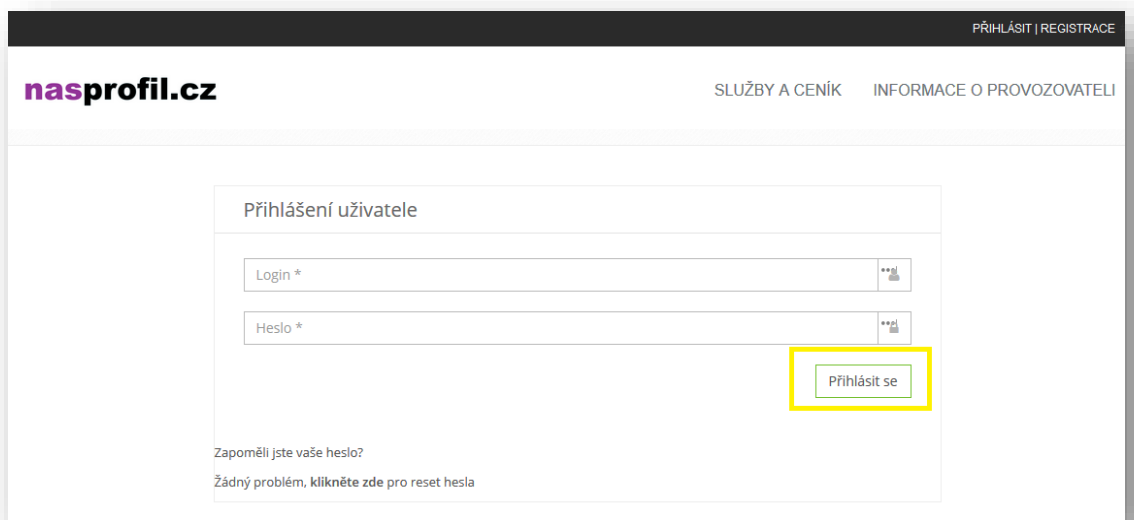 PŘIHLÁSIT | REGISTRACE
nasprofil.cz
SLUŽBY A CENÍK INFORMACE O PROVOZOVATELI
Přihlášení uživatele
Login *
Heslo *
Přihlásit se
Zapoměli jste vaše heslo?
Žádný problém, klikněte zde pro reset hesla